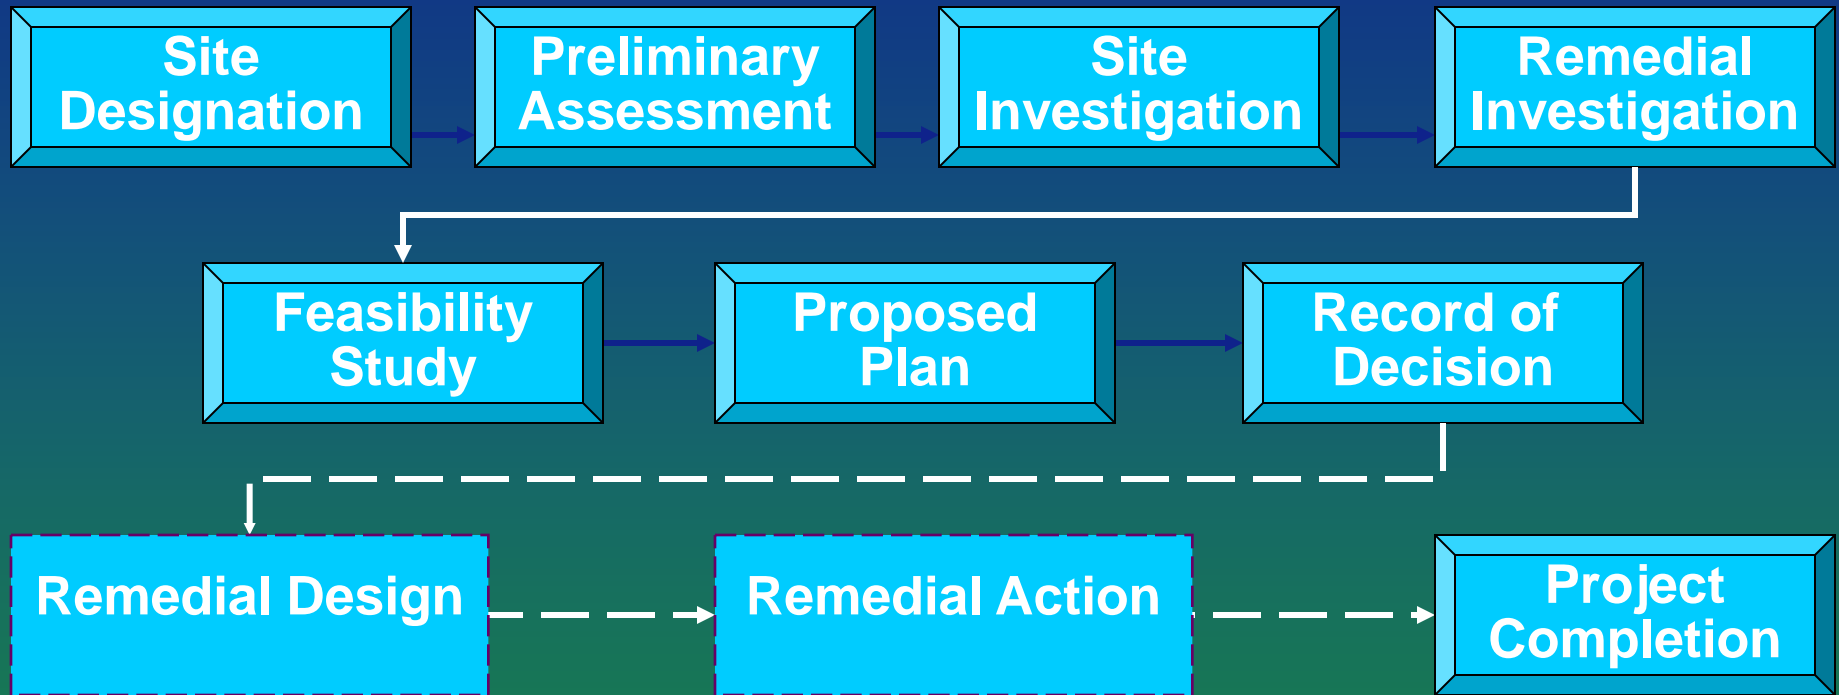 Site
Designation
Preliminary
Assessment
Site
Investigation
Remedial
Investigation
Feasibility
Study
Proposed
Plan
Record of
Decision
Remedial Design
Remedial Action
Project
Completion